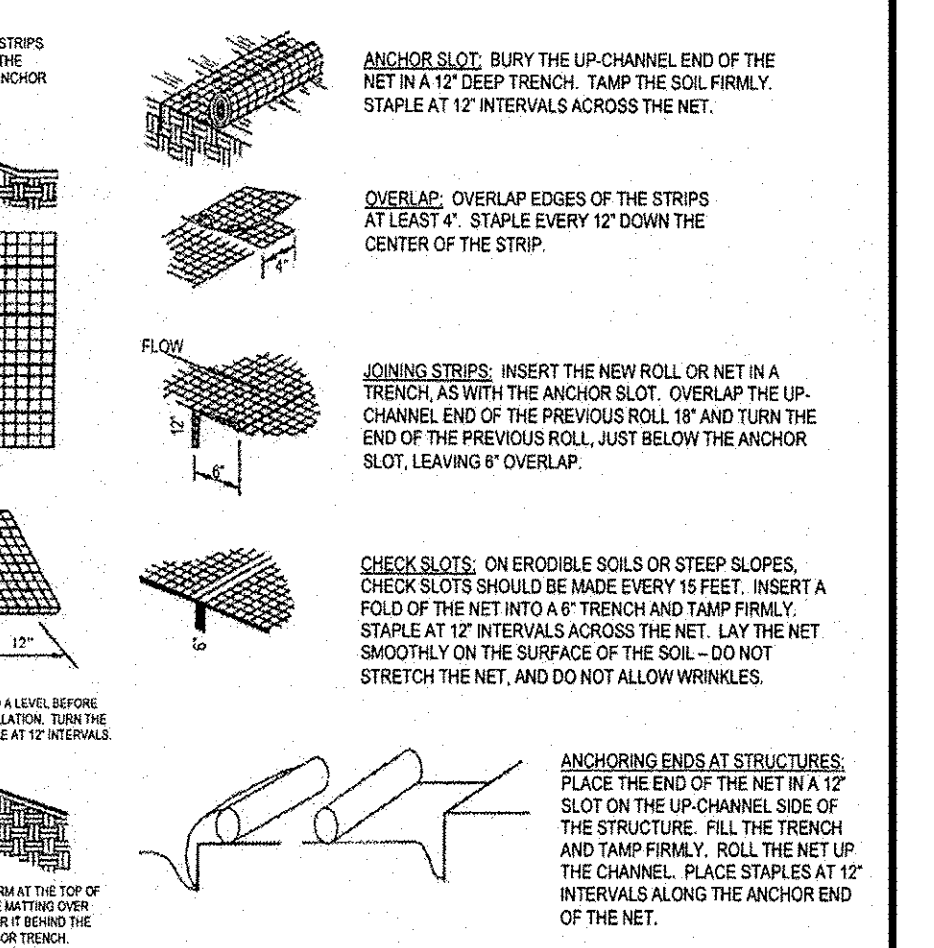 STRIPS
THE
ANCHOR
ANCHOR SLOT: BURY THE UP-CHANNEL END OF THE
NET IN A 12" DEEP TRENCH. TAMP THE SOIL FIRMLY.
STAPLE AT 12" INTERVALS ACROSS THE NET.
OVERLAP: OVERLAP EDGES OF THE STRIPS
AT LEAST 4". STAPLE EVERY 12" DOWN THE
CENTER OF THE STRIP.
4"
FLOW
12"
6"
JOINING STRIPS: INSERT THE NEW ROLL OR NET IN A
TRENCH, AS WITH THE ANCHOR SLOT. OVERLAP THE UP-
CHANNEL END OF THE PREVIOUS ROLL 18" AND TURN THE
END OF THE PREVIOUS ROLL, JUST BELOW THE ANCHOR
SLOT, LEAVING 6" OVERLAP.
CHECK SLOTS: ON ERODIBLE SOILS OR STEEP SLOPES,
CHECK SLOTS SHOULD BE MADE EVERY 15 FEET. INSERT A
FOLD OF THE NET INTO A 6" TRENCH AND TAMP FIRMLY.
STAPLE AT 12" INTERVALS ACROSS THE NET. LAY THE NET
SMOOTHLY ON THE SURFACE OF THE SOIL – DO NOT
STRETCH THE NET, AND DO NOT ALLOW WRINKLES.
6"
12"
A LEVEL BEFORE
TURN THE
AT 12" INTERVALS.
ANCHORING ENDS AT STRUCTURES:
PLACE THE END OF THE NET IN A 12"
SLOT ON THE UP-CHANNEL SIDE OF
THE STRUCTURE. FILL THE TRENCH
AND TAMP FIRMLY. ROLL THE NET UP
THE CHANNEL. PLACE STAPLES AT 12"
INTERVALS ALONG THE ANCHOR END
OF THE NET.
AT THE TOP OF
MATTING OVER
IT BEHIND THE
TRENCH.